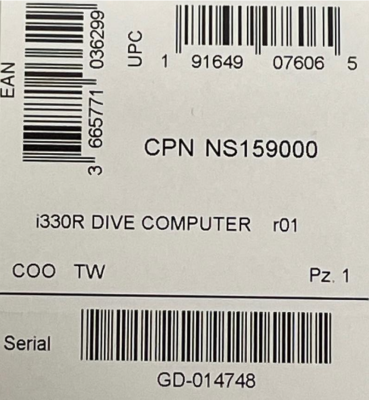 EAN
3 665771 036299
UPC
1 91649 07606 5
CPN NS159000
i330R DIVE COMPUTER r01
COO TW Pz. 1
Serial
GD-014748